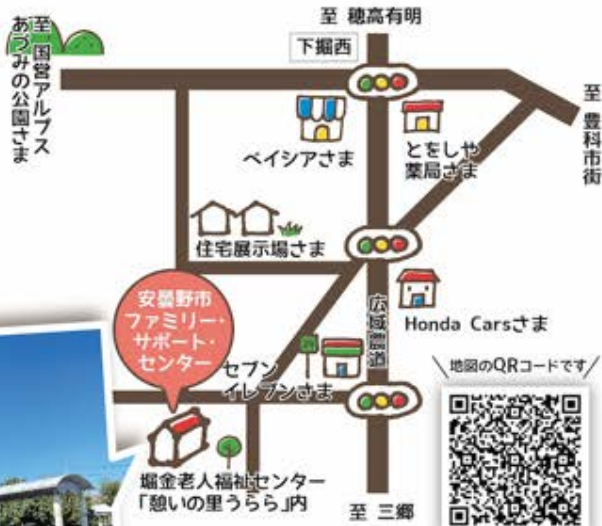 至 穂高有明
下堀西
至 国営アルプス
あづみの公園さま
至 豊科市街
ベイシアさま
とをしや
薬局さま
住宅展示場さま
安曇野市
ファミリー・
サポート・
センター
広域農道
Honda Carsさま
セブン
イレブンさま
地図のQRコードです
堀金老人福祉センター
「憩いの里うらら」内
至 三郷